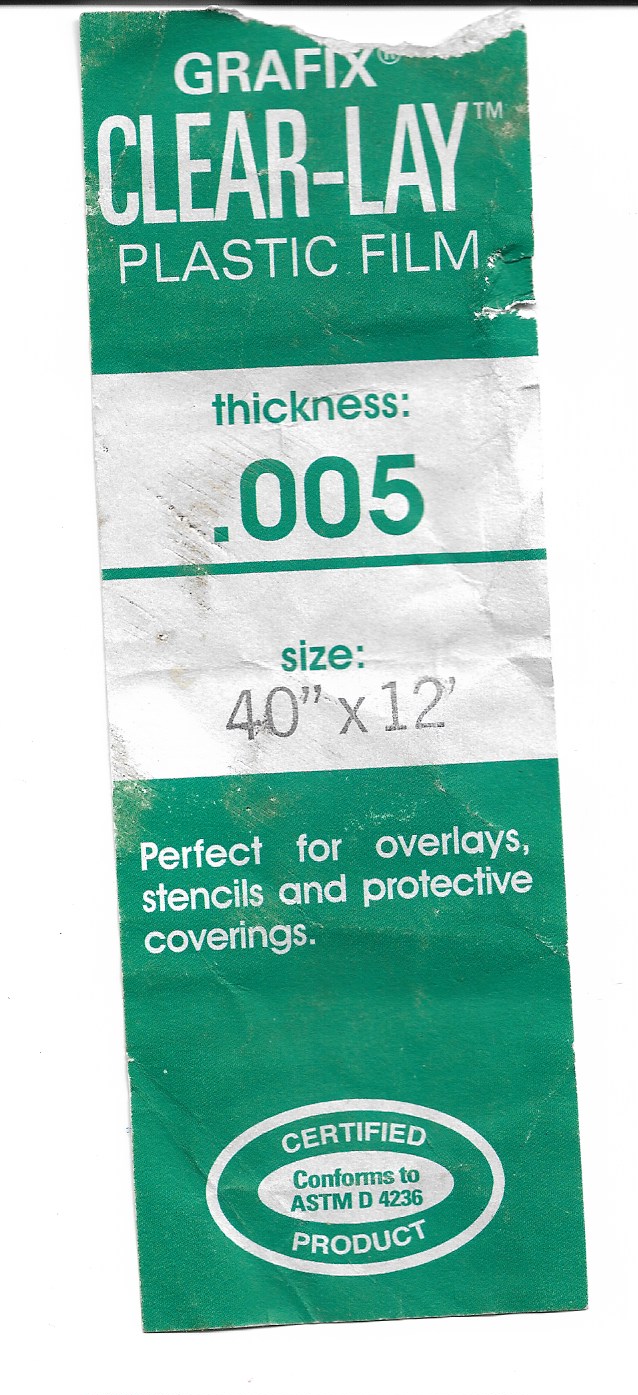 GRAFIX®
CLEAR-LAY™
PLASTIC FILM
thickness:
.005
size:
40” x 12’
Perfect for overlays,
stencils and protective
coverings.
CERTIFIED
Conforms to
ASTM D 4236
PRODUCT